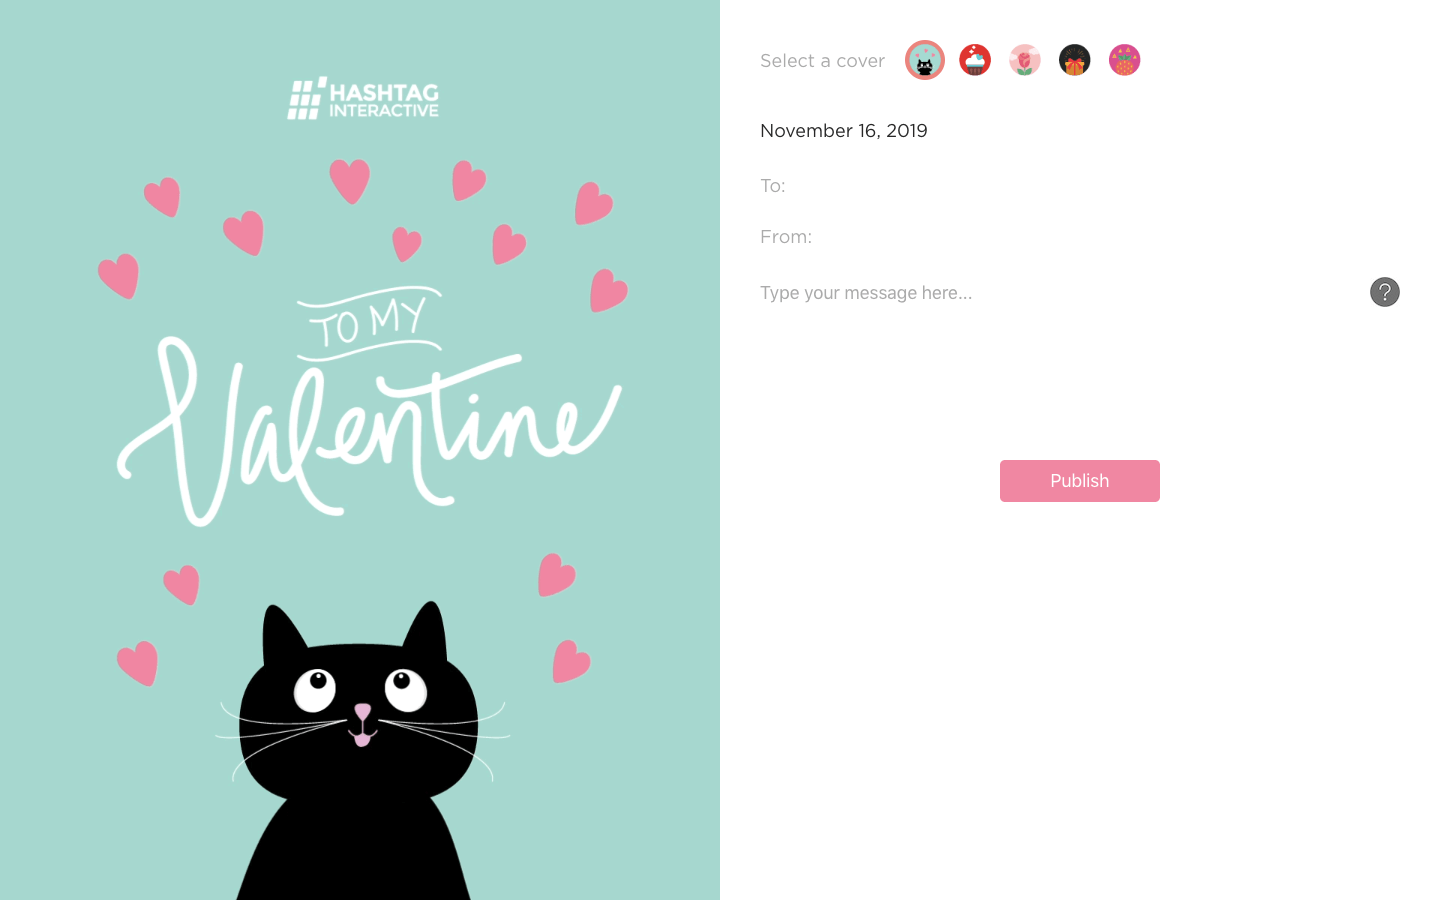 HASHTAG
INTERACTIVE
TO MY
Valentine
Select a cover
November 16, 2019
To:
From:
Type your message here...
?
Publish